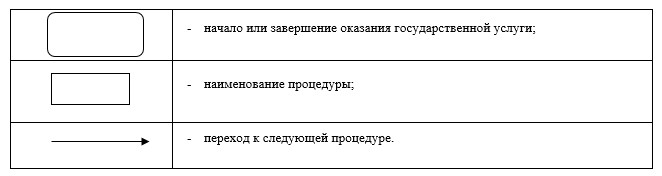 - начало или завершение оказания государственной услуги;
- наименование процедуры;
- переход к следующей процедуре.